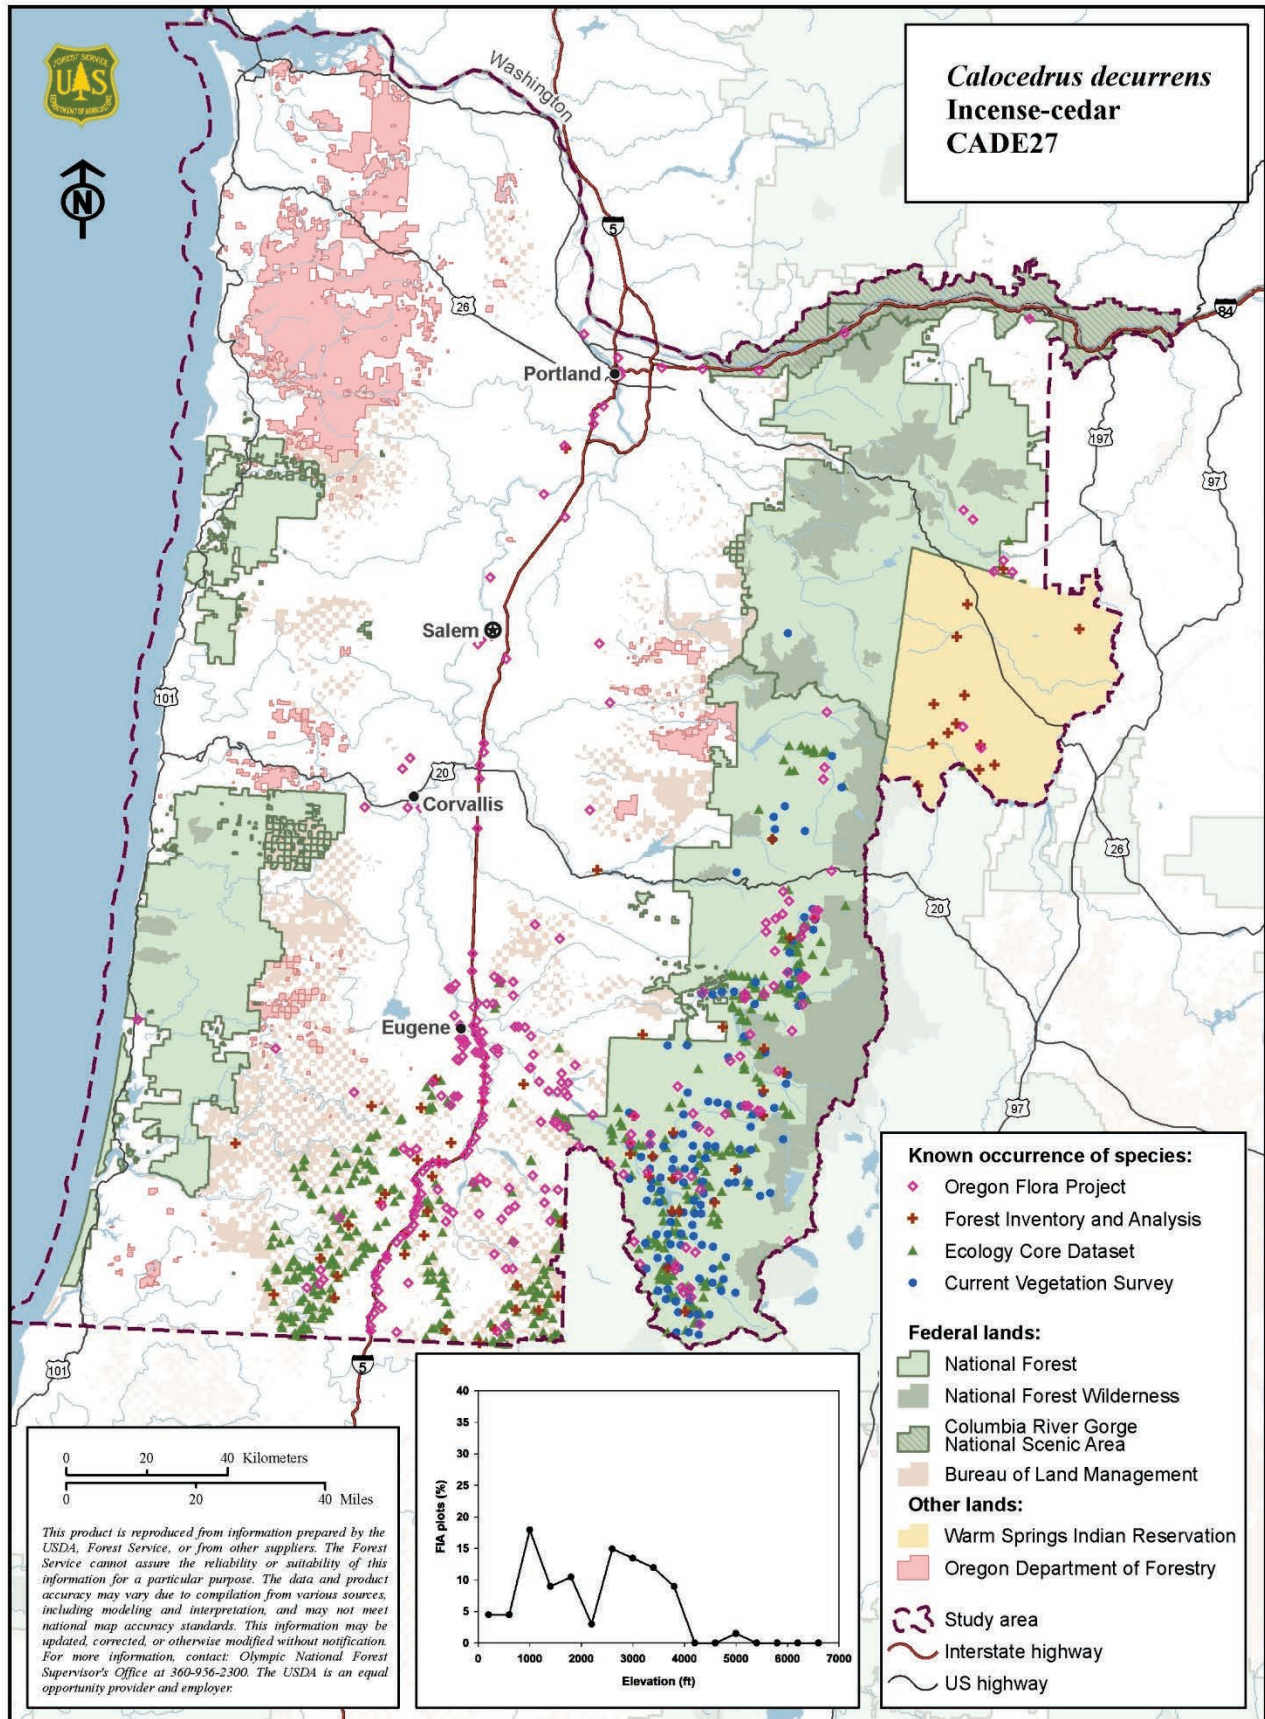 FOREST SERVICE
U S
DEPARTMENT OF AGRICULTURE
N
Calocedrus decurrens
Incense-cedar
CADE27
Washington
5
26
84
Portland
197
97
Salem
101
20
Corvallis
26
20
Eugene
97
101
5
Known occurrence of species:
Oregon Flora Project
Forest Inventory and Analysis
Ecology Core Dataset
Current Vegetation Survey
Federal lands:
National Forest
National Forest Wilderness
Columbia River Gorge
National Scenic Area
Bureau of Land Management
Other lands:
Warm Springs Indian Reservation
Oregon Department of Forestry
Study area
Interstate highway
US highway
0 20 40 Kilometers
0 20 40 Miles
This product is reproduced from information prepared by the
USDA, Forest Service, or from other suppliers. The Forest
Service cannot assure the reliability or suitability of this
information for a particular purpose. The data and product
accuracy may vary due to compilation from various sources,
including modeling and interpretation, and may not meet
national map accuracy standards. This information may be
updated, corrected, or otherwise modified without notification.
For more information, contact: Olympic National Forest
Supervisor's Office at 360-956-2300. The USDA is an equal
opportunity provider and employer.
FIA plots (%)
40
35
30
25
20
15
10
5
0
0 1000 2000 3000 4000 5000 6000 7000
Elevation (ft)